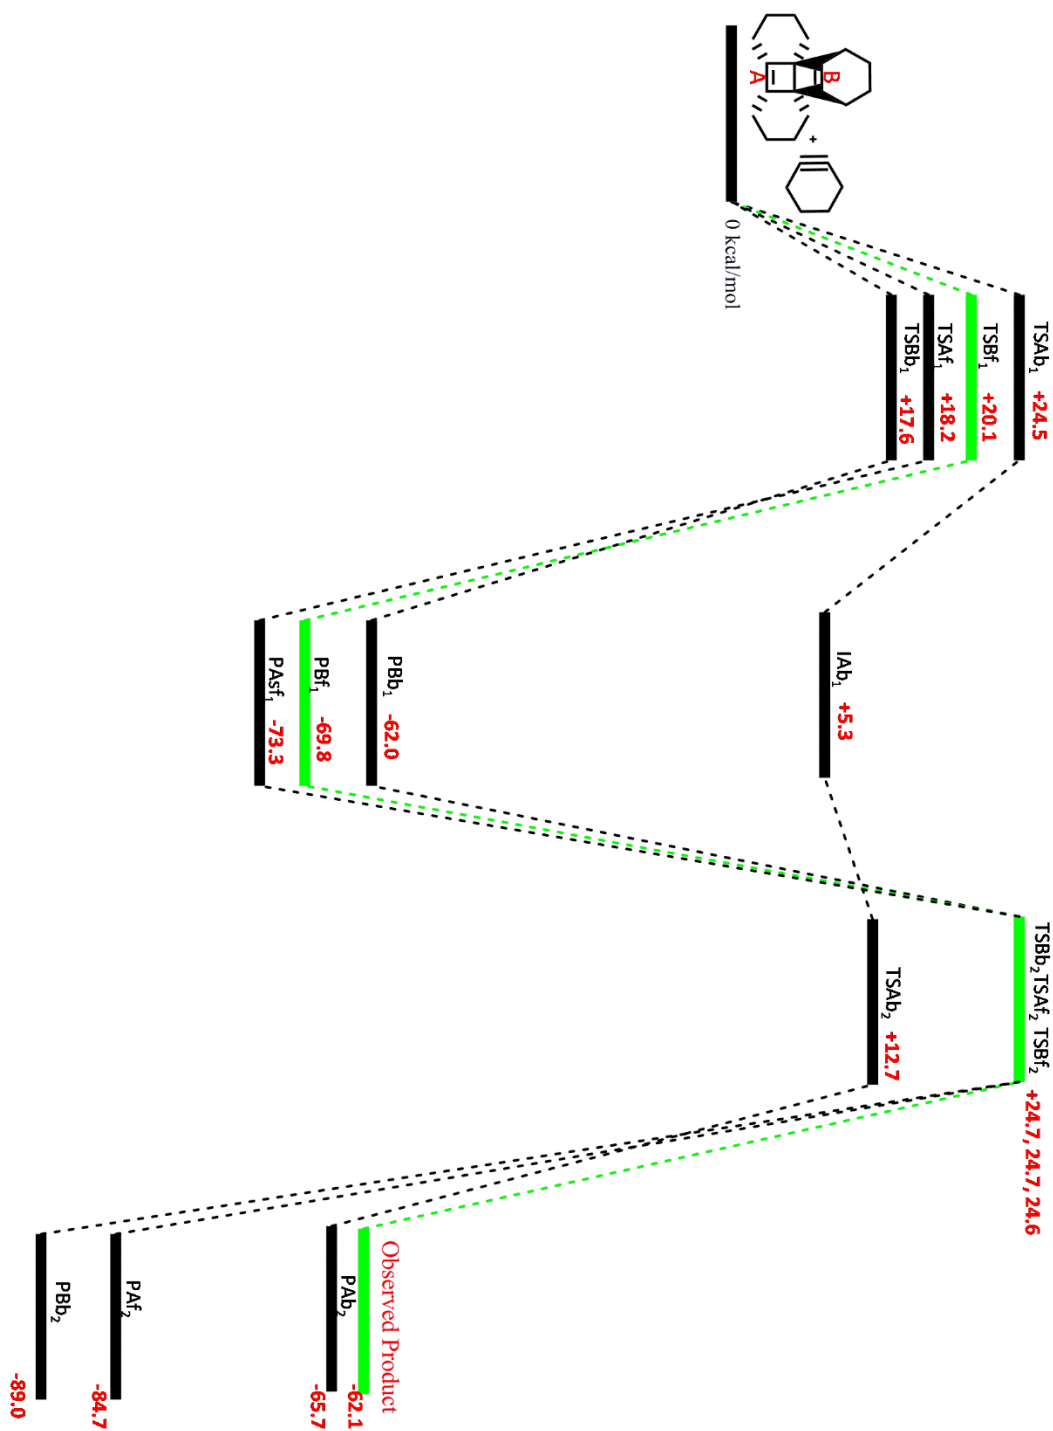 A
B
+
0 kcal/mol
TSAb1 +24.5
TSBf1 +20.1
TSAf1 +18.2
TSBb1 +17.6
IAb1 +5.3
PBb1 -62.0
PBf1 -69.8
PAsf1 -73.3
TSBb2 TSAf2 TSBf2 +24.7, 24.7, 24.6
TSAb2 +12.7
Observed Product
-62.1
PAb2 -65.7
PAf2 -84.7
PBb2 -89.0